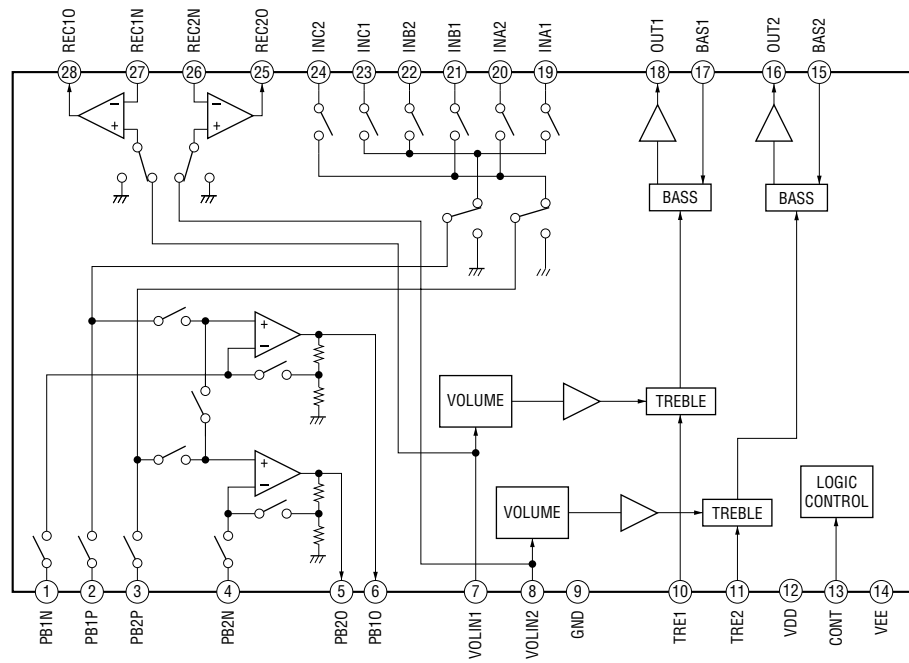 REC1O
REC1N
REC2N
REC2O
INC2
INC1
INB2
INB1
INA2
INA1
OUT1
BAS1
OUT2
BAS2
28
27
26
25
24
23
22
21
20
19
18
17
16
15
−
+
−
+
BASS
BASS
+
−
VOLUME
TREBLE
+
−
VOLUME
TREBLE
LOGIC
CONTROL
1
2
3
4
5
6
7
8
9
10
11
12
13
14
PB1N
PB1P
PB2P
PB2N
PB2O
PB1O
VOLIN1
VOLIN2
GND
TRE1
TRE2
VDD
CONT
VEE